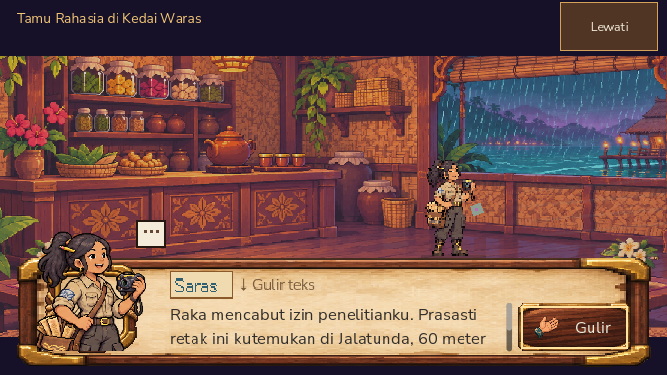 Tamu Rahasia di Kedai Waras
Lewati
...
Saras
↓ Gulir teks
Raka mencabut izin penelitianku. Prasasti
retak ini kutemukan di Jalatunda, 60 meter
Gulir